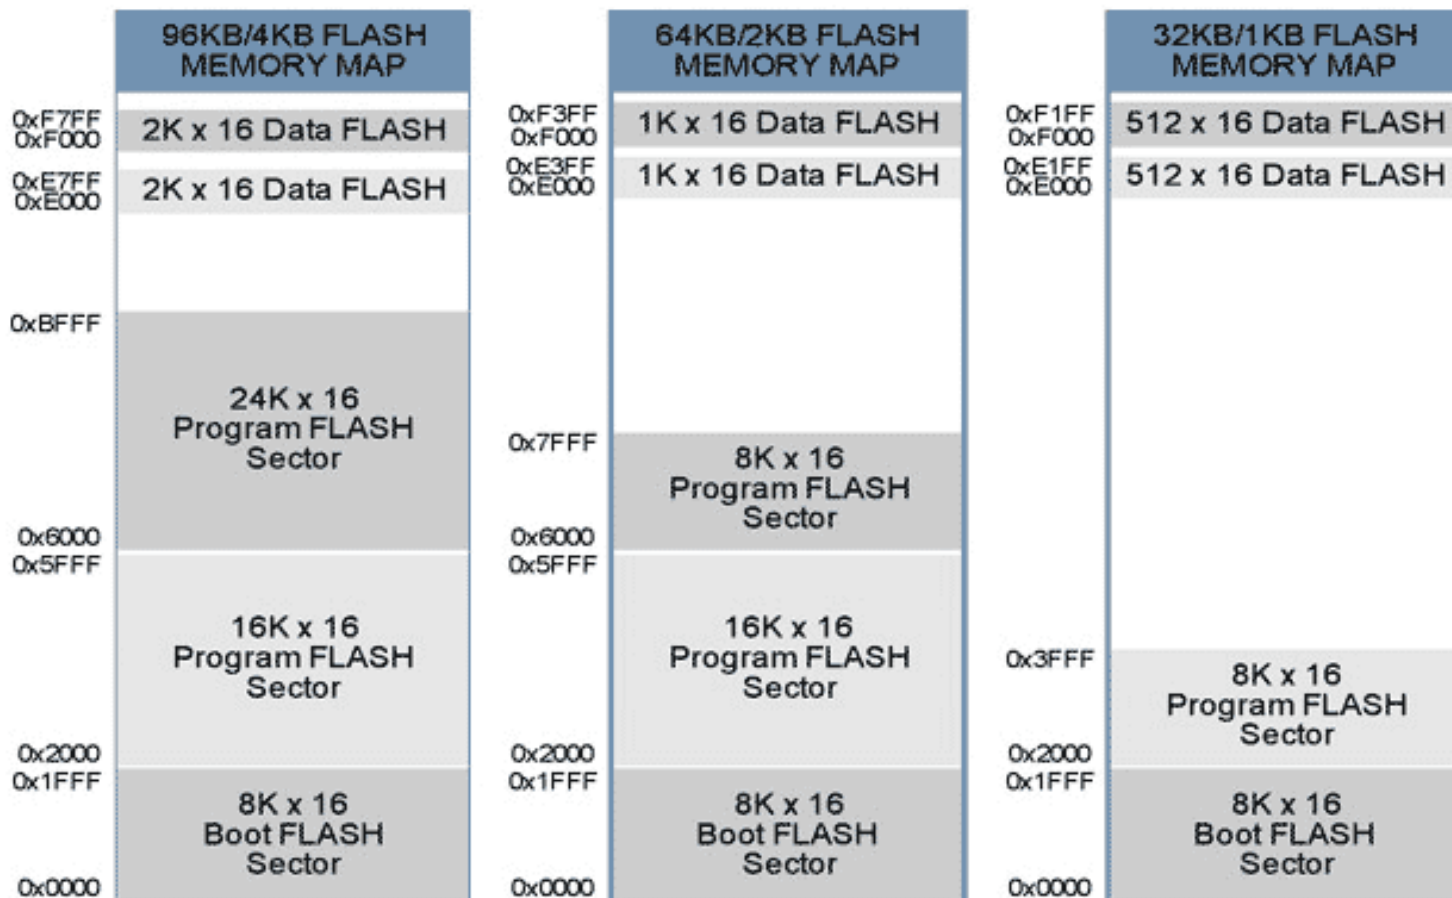 96KB/4KB FLASH
MEMORY MAP
0xF7FF
0xF000
2K x 16 Data FLASH
0xE7FF
0xE000
2K x 16 Data FLASH
0xBFFF
24K x 16
Program FLASH
Sector
0x6000
0x5FFF
16K x 16
Program FLASH
Sector
0x2000
0x1FFF
8K x 16
Boot FLASH
Sector
0x0000
64KB/2KB FLASH
MEMORY MAP
0xF3FF
0xF000
1K x 16 Data FLASH
0xE3FF
0xE000
1K x 16 Data FLASH
0x7FFF
8K x 16
Program FLASH
Sector
0x6000
0x5FFF
16K x 16
Program FLASH
Sector
0x2000
0x1FFF
8K x 16
Boot FLASH
Sector
0x0000
32KB/1KB FLASH
MEMORY MAP
0xF1FF
0xF000
512 x 16 Data FLASH
0xE1FF
0xE000
512 x 16 Data FLASH
0x3FFF
8K x 16
Program FLASH
Sector
0x2000
0x1FFF
8K x 16
Boot FLASH
Sector
0x0000